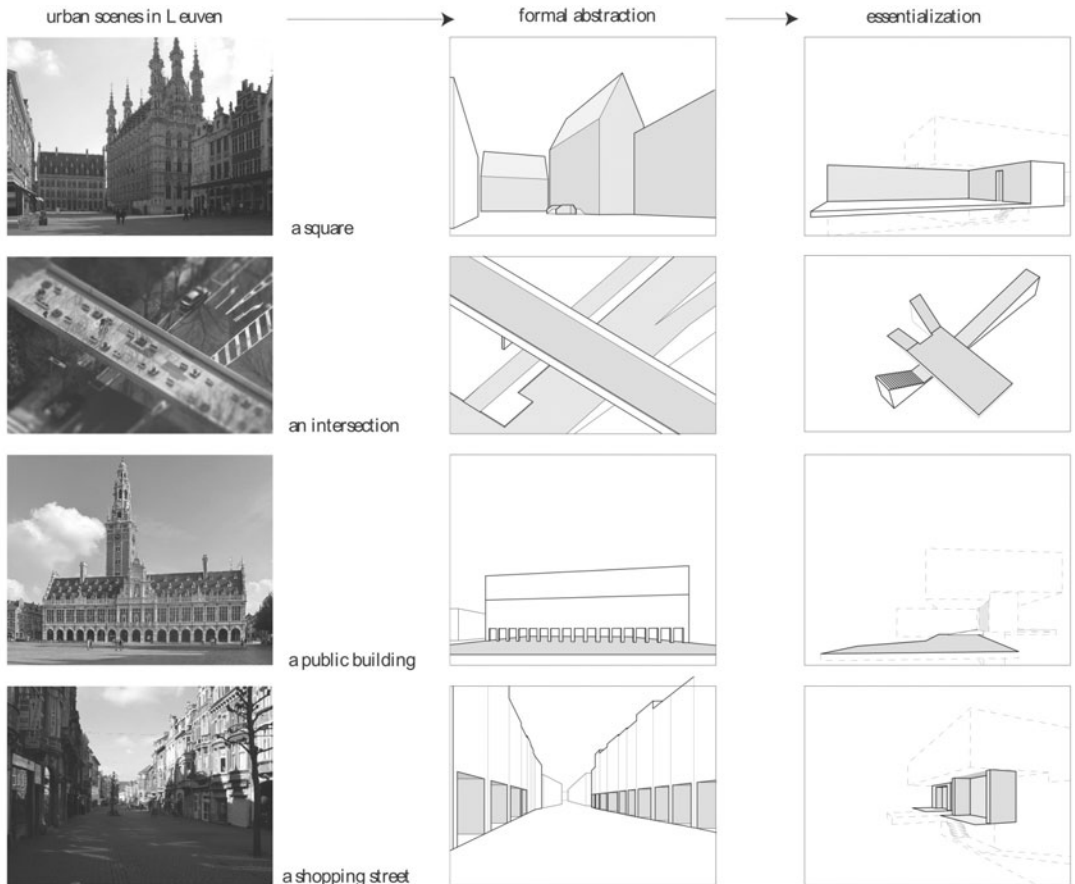 urban scenes in Leuven
formal abstraction
essentialization
a square
an intersection
a public building
a shopping street